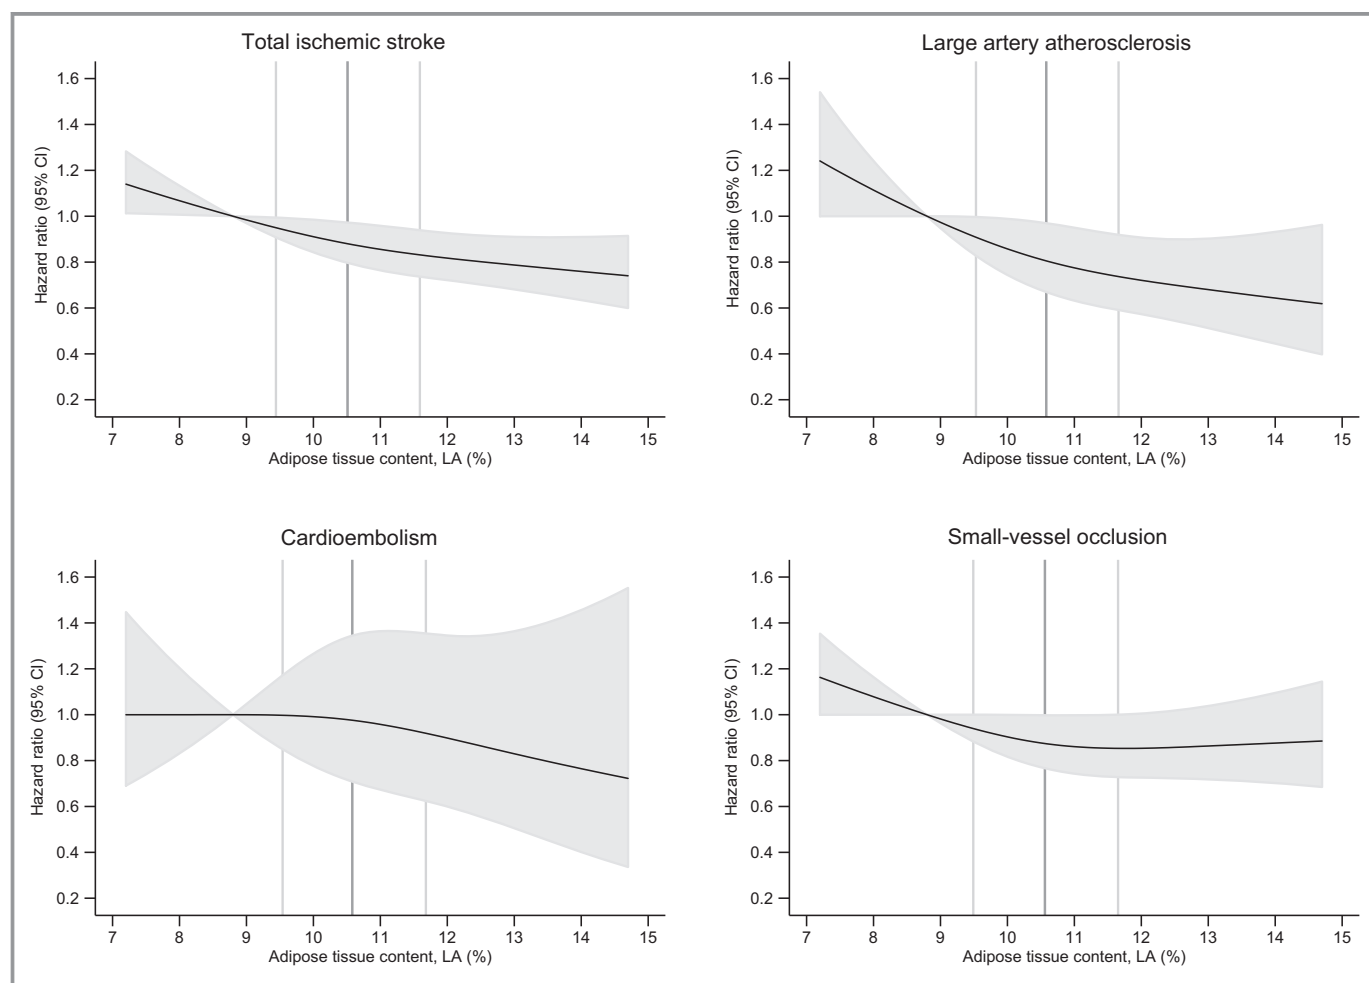 Total ischemic stroke
Hazard ratio (95% CI)
1.6
1.4
1.2
1.0
0.8
0.6
0.4
0.2
7 8 9 10 11 12 13 14 15
Adipose tissue content, LA (%)
Large artery atherosclerosis
Hazard ratio (95% CI)
1.6
1.4
1.2
1.0
0.8
0.6
0.4
0.2
7 8 9 10 11 12 13 14 15
Adipose tissue content, LA (%)
Cardioembolism
Hazard ratio (95% CI)
1.6
1.4
1.2
1.0
0.8
0.6
0.4
0.2
7 8 9 10 11 12 13 14 15
Adipose tissue content, LA (%)
Small-vessel occlusion
Hazard ratio (95% CI)
1.6
1.4
1.2
1.0
0.8
0.6
0.4
0.2
7 8 9 10 11 12 13 14 15
Adipose tissue content, LA (%)